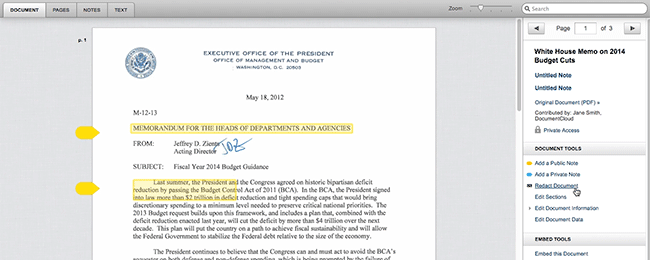 DOCUMENT PAGES NOTES TEXT Zoom Search
p. 1
EXECUTIVE OFFICE OF THE PRESIDENT
OFFICE OF MANAGEMENT AND BUDGET
WASHINGTON, D.C. 20503
May 18, 2012
M-12-13
MEMORANDUM FOR THE HEADS OF DEPARTMENTS AND AGENCIES
FROM: Jeffrey D. Zients
Acting Director
SUBJECT: Fiscal Year 2014 Budget Guidance
Last summer, the President and the Congress agreed on historic bipartisan deficit
reduction by passing the Budget Control Act of 2011 (BCA). In the BCA, the President signed
into law more than $2 trillion in deficit reduction and tight spending caps that would bring
discretionary spending to a minimum level needed to preserve critical national priorities. The
2013 Budget request builds upon this framework, and includes a plan that, combined with the
deficit reduction enacted last year, will cut the deficit by more than $4 trillion over the next
decade. This plan will put the country on a path to achieve fiscal sustainability and will allow
the Federal Government to stabilize the Federal debt relative to the size of the economy.
The President continues to believe that the Congress can and must act to avoid the BCA's
Page 1 of 3
White House Memo on 2014
Budget Cuts
Untitled Note
Untitled Note
Original Document (PDF) »
Contributed by: Jane Smith,
DocumentCloud
Private Access
DOCUMENT TOOLS
Add a Public Note
Add a Private Note
Redact Document
Edit Sections
Edit Document Information
Edit Document Data
EMBED TOOLS
Embed this Document